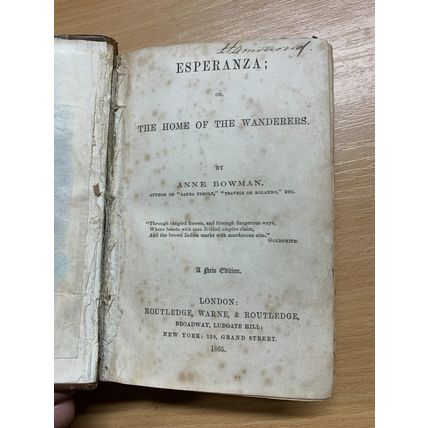 Hammond.
ESPERANZA;
OR,
THE HOME OF THE WANDERERS.
BY
ANNE BOWMAN,
AUTHOR OF "LAURA TEMPLE," "TRAVELS OF ROLANDO," ETC.
"Through tangled forests, and through dangerous ways,
Where beasts with man divided empire claim,
And the brown Indian marks with murderous aim,"
GOLDSMITH.
A New Edition.
LONDON:
ROUTLEDGE, WARNE, & ROUTLEDGE,
BROADWAY, LUDGATE HILL;
NEW YORK: 129, GRAND STREET.
1865.